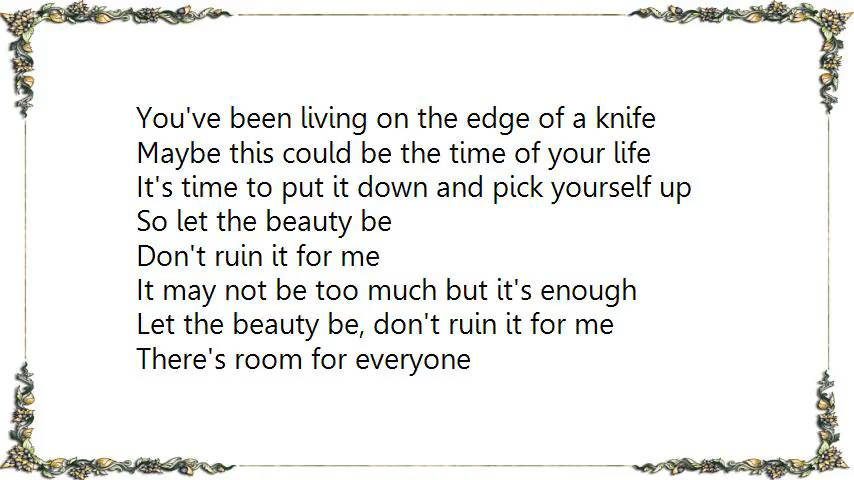 You've been living on the edge of a knife
Maybe this could be the time of your life
It's time to put it down and pick yourself up
So let the beauty be
Don't ruin it for me
It may not be too much but it's enough
Let the beauty be, don't ruin it for me
There's room for everyone